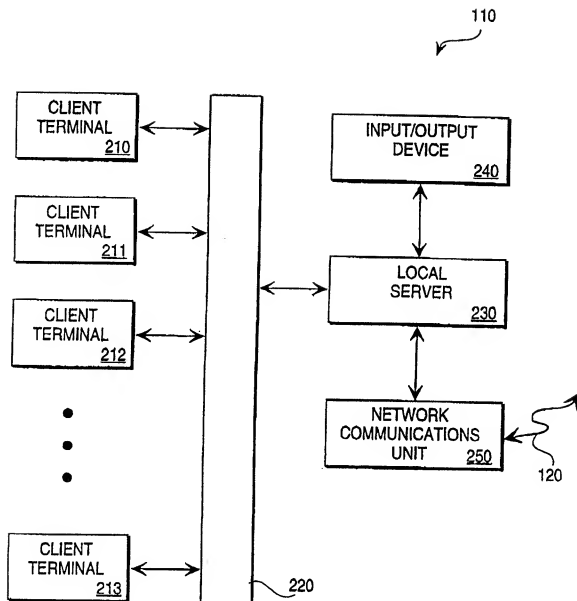 110
CLIENT
TERMINAL
210
CLIENT
TERMINAL
211
CLIENT
TERMINAL
212
CLIENT
TERMINAL
213
220
INPUT/OUTPUT
DEVICE
240
LOCAL
SERVER
230
NETWORK
COMMUNICATIONS
UNIT
250
120